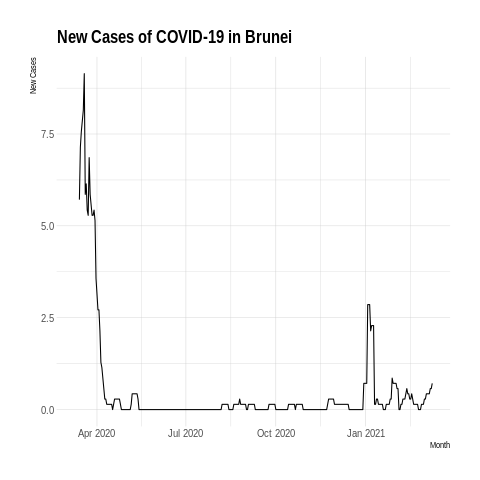 New Cases of COVID-19 in Brunei
New Cases
7.5
5.0
2.5
0.0
Apr 2020 Jul 2020 Oct 2020 Jan 2021
Month